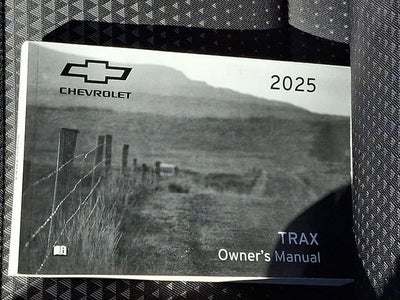 CHEVROLET
2025
TRAX
Owner's Manual